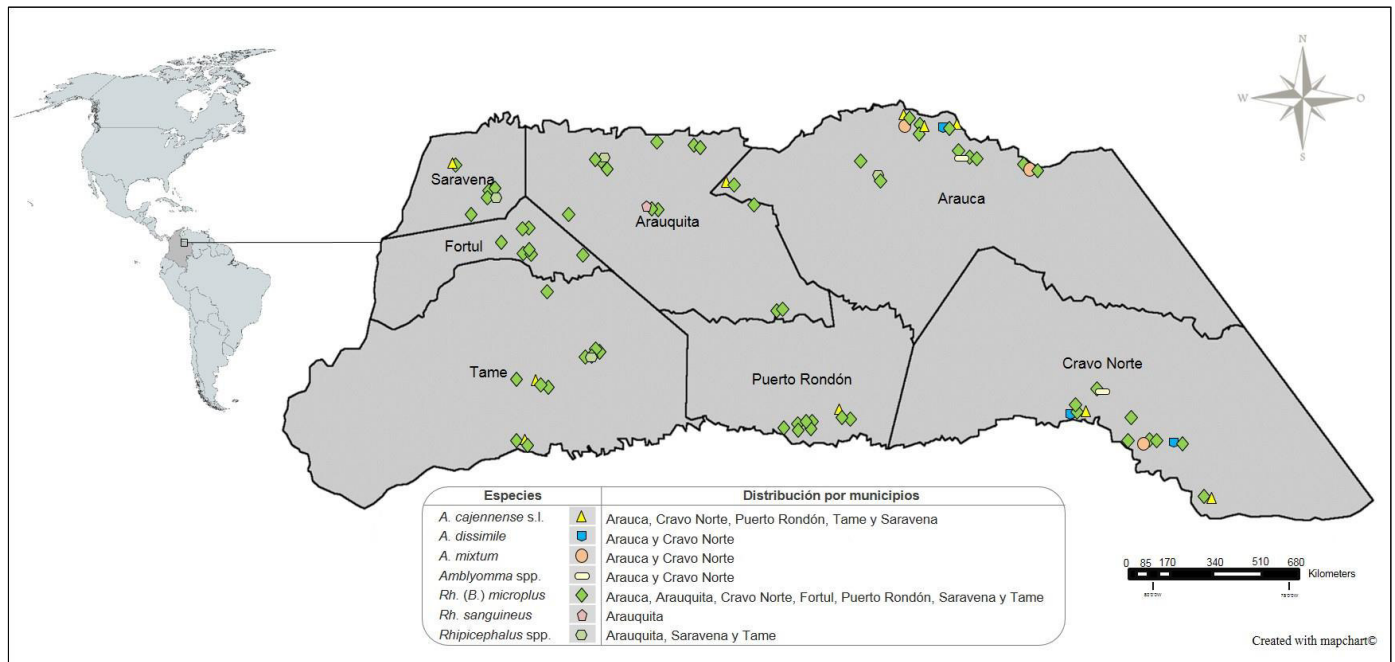 N
W
O
S
Saravena
Arauquita
Arauca
Fortul
Tame
Puerto Rondón
Cravo Norte
Especies
Distribución por municipios
A. cajennense s.l.
Arauca, Cravo Norte, Puerto Rondón, Tame y Saravena
A. dissimile
Arauca y Cravo Norte
A. mixtum
Arauca y Cravo Norte
Amblyomma spp.
Arauca y Cravo Norte
Rh. (B.) microplus
Arauca, Arauquita, Cravo Norte, Fortul, Puerto Rondón, Saravena y Tame
Rh. sanguineus
Arauquita
Rhipicephalus spp.
Arauquita, Saravena y Tame
0 85 170 340 510 680
Kilometers
Created with mapchart©